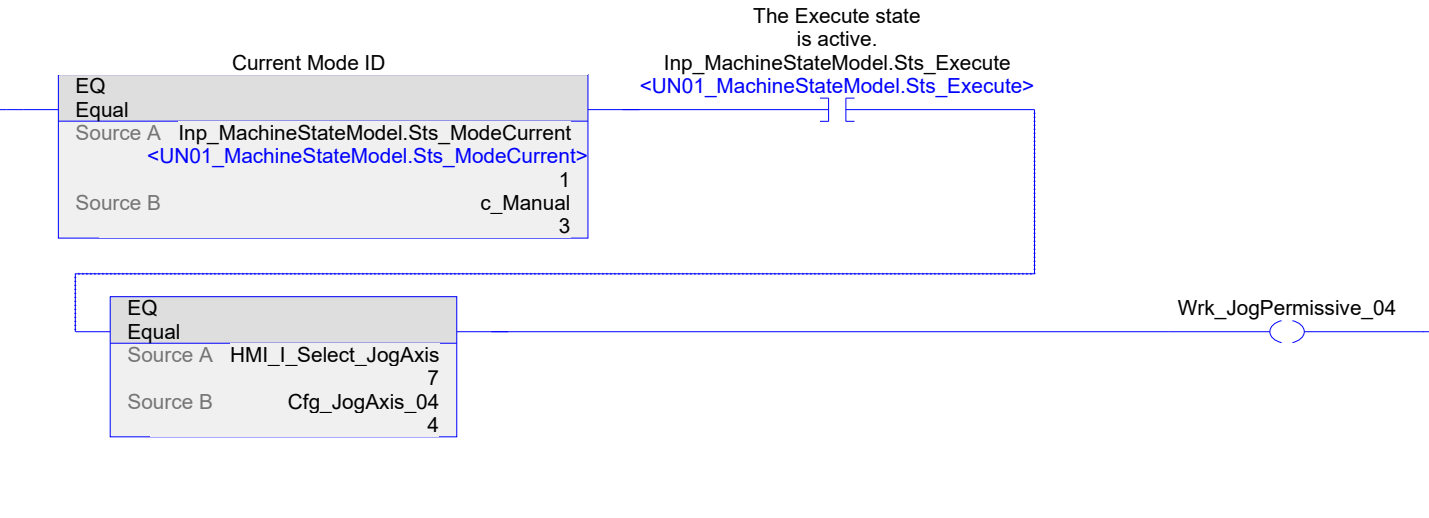 The Execute state
is active.
Current Mode ID
Inp_MachineStateModel.Sts_Execute
<UN01_MachineStateModel.Sts_Execute>
EQ
Equal
Source A Inp_MachineStateModel.Sts_ModeCurrent
<UN01_MachineStateModel.Sts_ModeCurrent>
1
Source B c_Manual
3
EQ
Equal
Wrk_JogPermissive_04
Source A HMI_I_Select_JogAxis
7
Source B Cfg_JogAxis_04
4